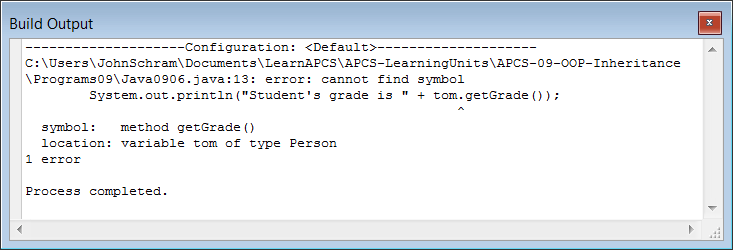 Build Output
--------------------Configuration: <Default>--------------------
C:\Users\JohnSchram\Documents\LearnAPCS\APCS-LearningUnits\APCS-09-OOP-Inheritance
\Programs09\Java0906.java:13: error: cannot find symbol
        System.out.println("Student's grade is " + tom.getGrade());
                                                      ^
  symbol:   method getGrade()
  location: variable tom of type Person
1 error
Process completed.